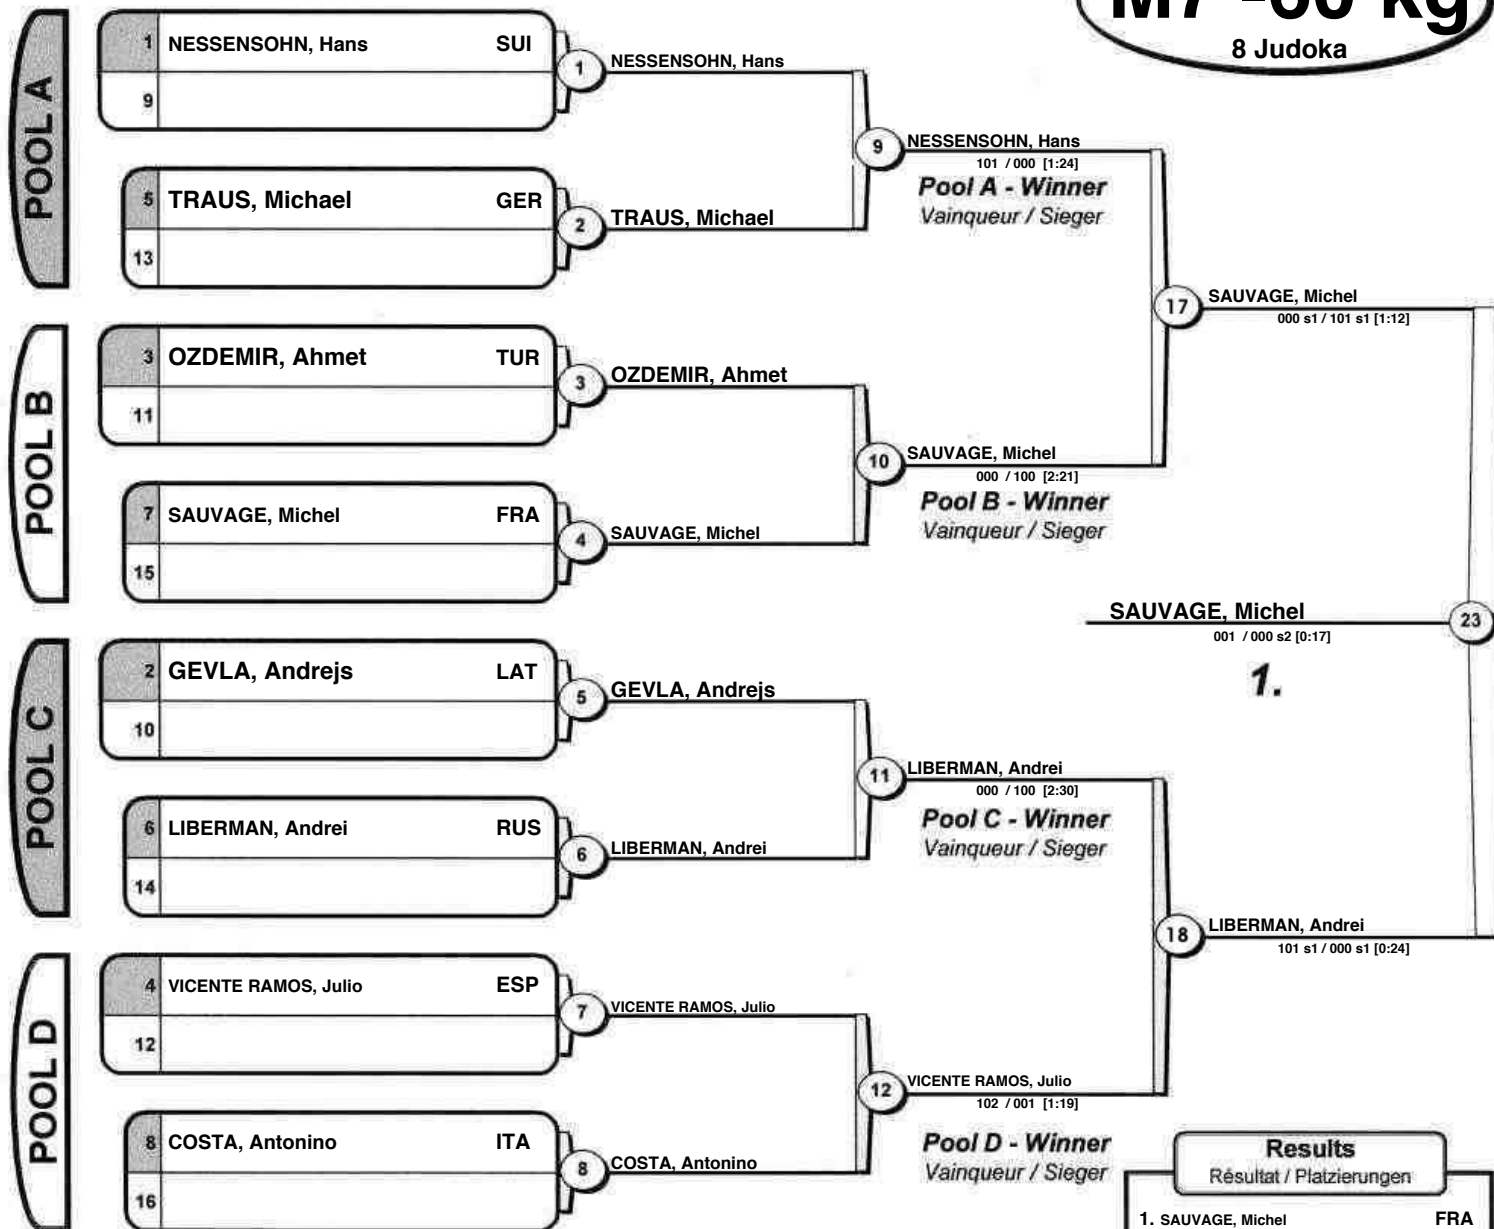 M7 -60 kg
8 Judoka
POOL A
1 NESSENSOHN, Hans SUI
9
5 TRAUS, Michael GER
13
1 NESSENSOHN, Hans
2 TRAUS, Michael
9 NESSENSOHN, Hans
101 / 000 [1:24]
Pool A - Winner
Vainqueur / Sieger
POOL B
3 OZDEMIR, Ahmet TUR
11
7 SAUVAGE, Michel FRA
15
3 OZDEMIR, Ahmet
4 SAUVAGE, Michel
10 SAUVAGE, Michel
000 / 100 [2:21]
Pool B - Winner
Vainqueur / Sieger
17 SAUVAGE, Michel
000 s1 / 101 s1 [1:12]
SAUVAGE, Michel 23
001 / 000 s2 [0:17]
1.
POOL C
2 GEVLA, Andrejs LAT
10
6 LIBERMAN, Andrei RUS
14
5 GEVLA, Andrejs
6 LIBERMAN, Andrei
11 LIBERMAN, Andrei
000 / 100 [2:30]
Pool C - Winner
Vainqueur / Sieger
POOL D
4 VICENTE RAMOS, Julio ESP
12
8 COSTA, Antonino ITA
16
7 VICENTE RAMOS, Julio
8 COSTA, Antonino
12 VICENTE RAMOS, Julio
102 / 001 [1:19]
Pool D - Winner
Vainqueur / Sieger
18 LIBERMAN, Andrei
101 s1 / 000 s1 [0:24]
Results
Résultat / Platzierungen
1. SAUVAGE, Michel FRA